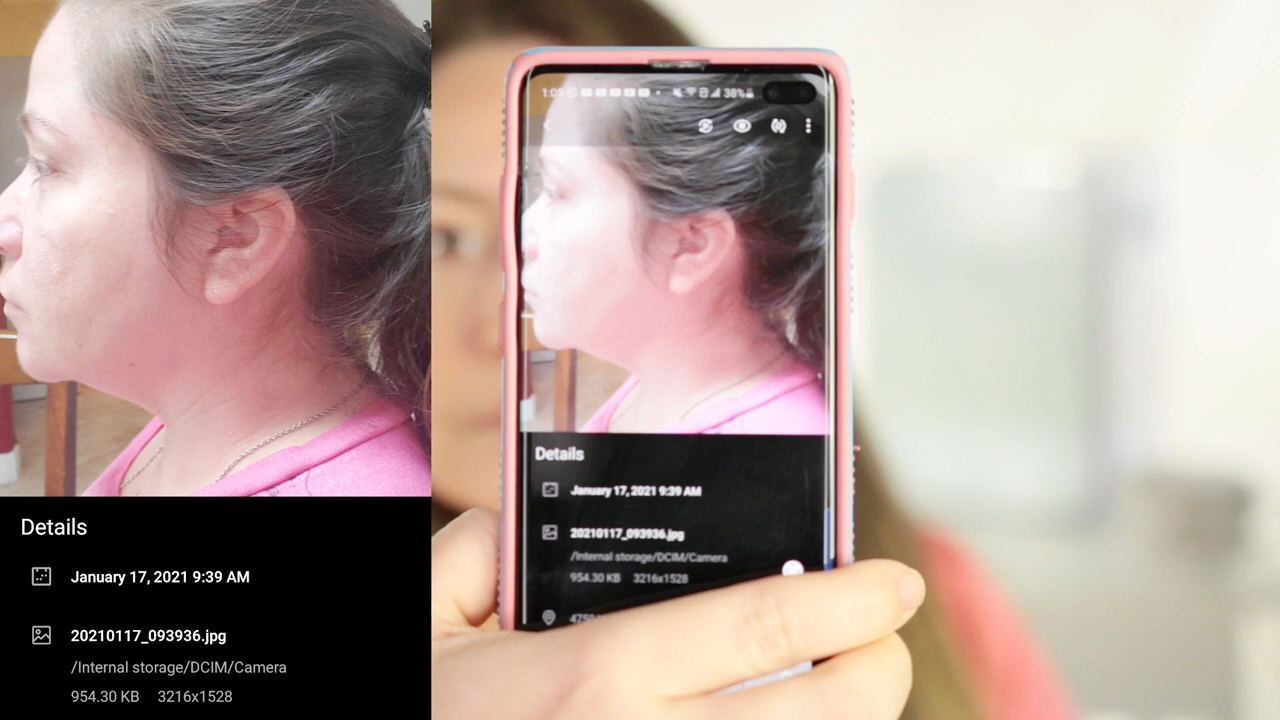 Details
January 17, 2021 9:39 AM
20210117_093936.jpg
/Internal storage/DCIM/Camera
954.30 KB 3216x1528
38%
Details
January 17, 2021 9:39 AM
20210117_093936.jpg
/Internal storage/DCIM/Camera
954.30 KB 3216x1528